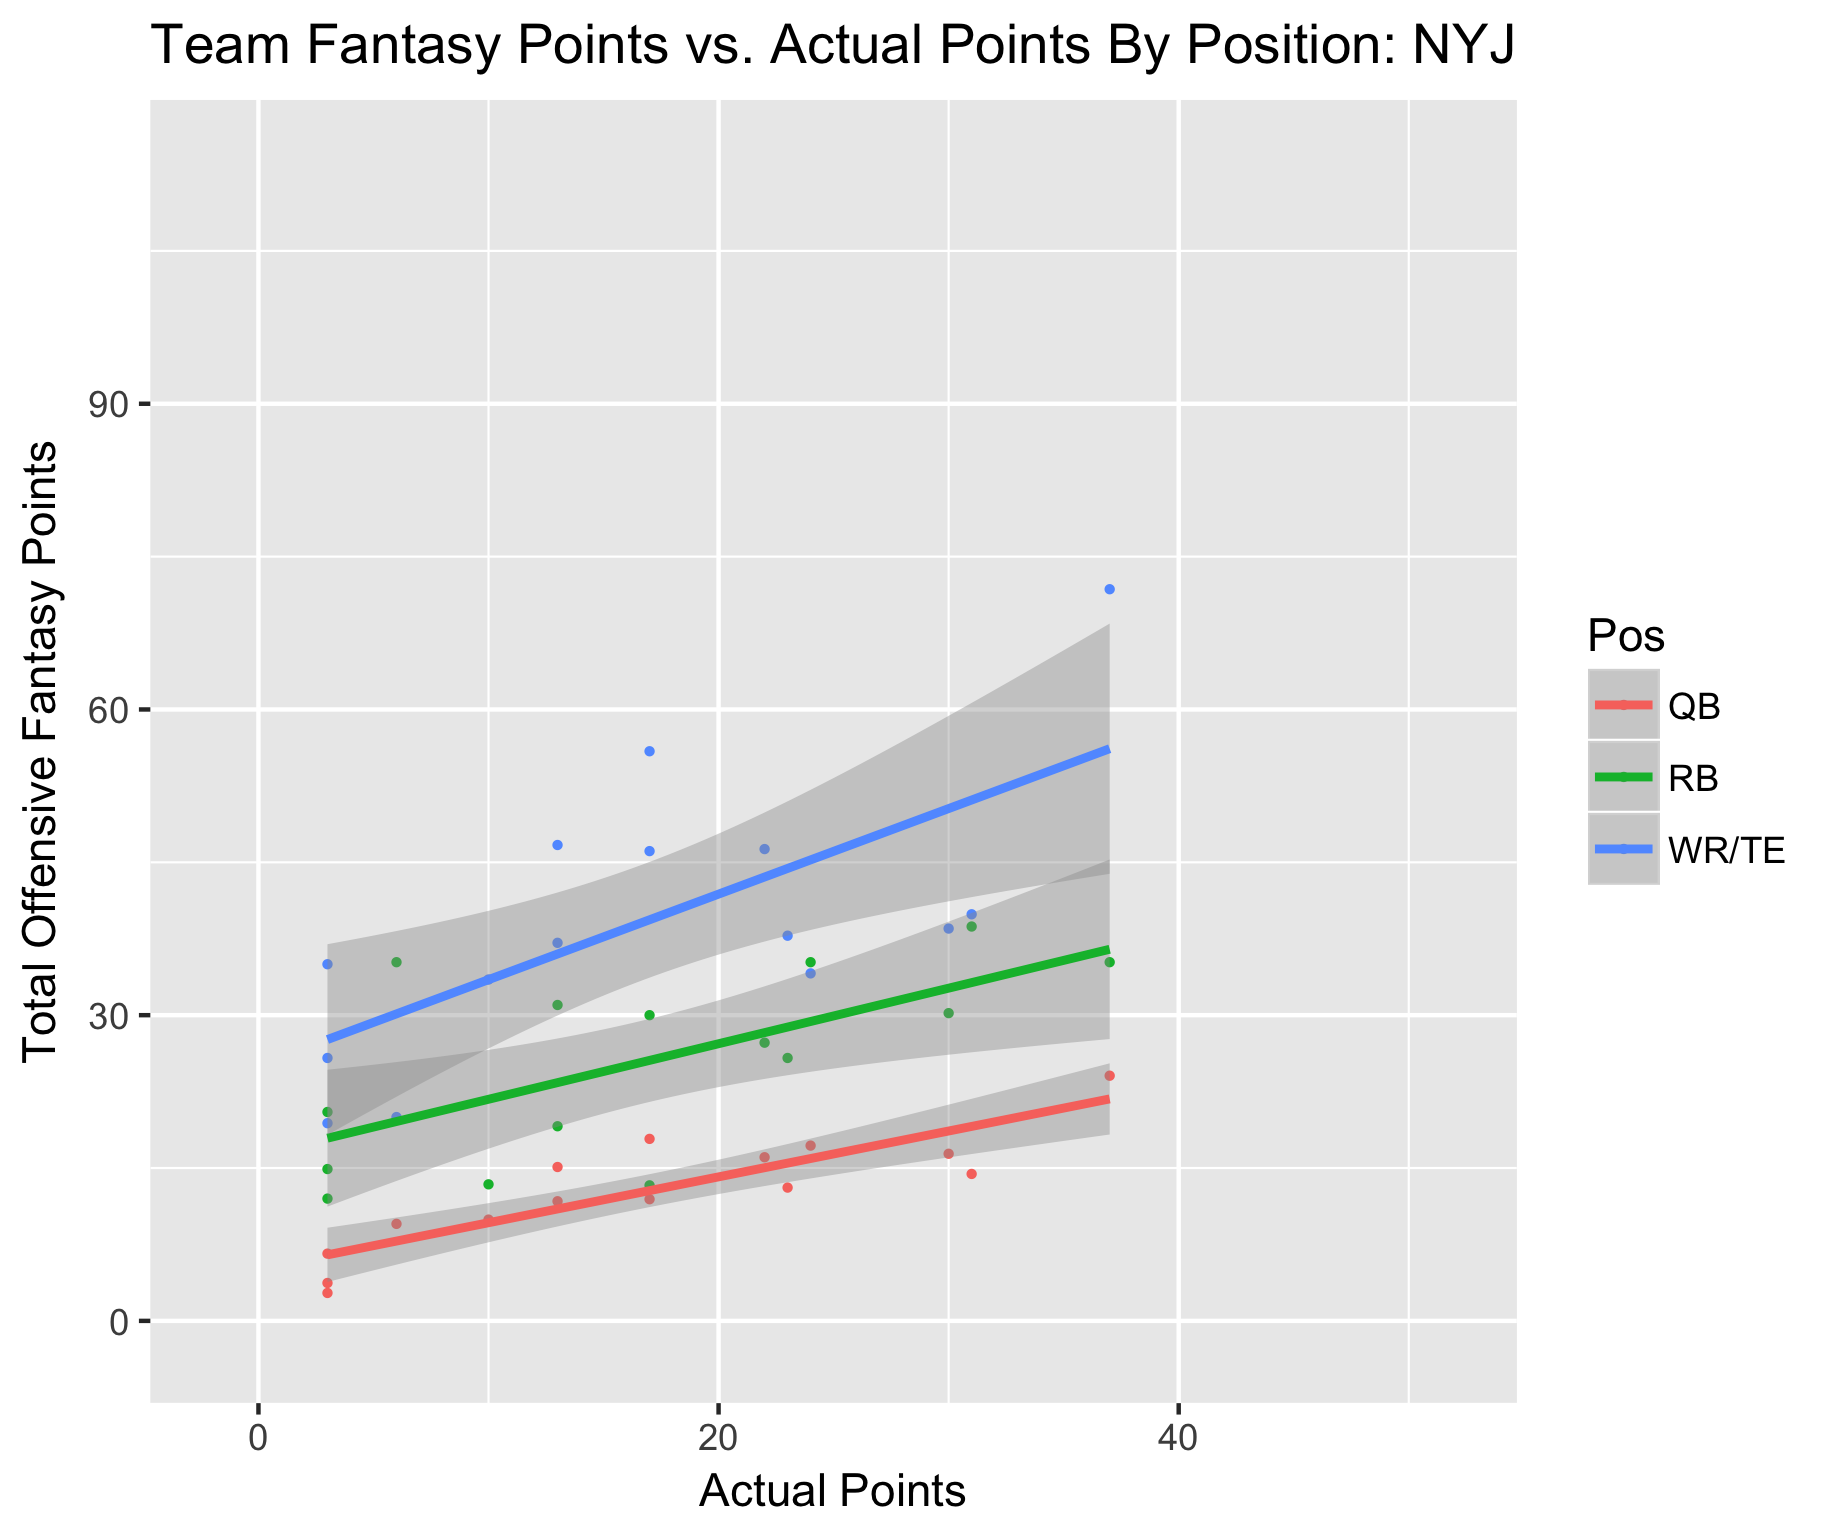 Team Fantasy Points vs. Actual Points By Position: NYJ
Total Offensive Fantasy Points
90
60
30
0
0 20 40
Actual Points
Pos
QB
RB
WR/TE